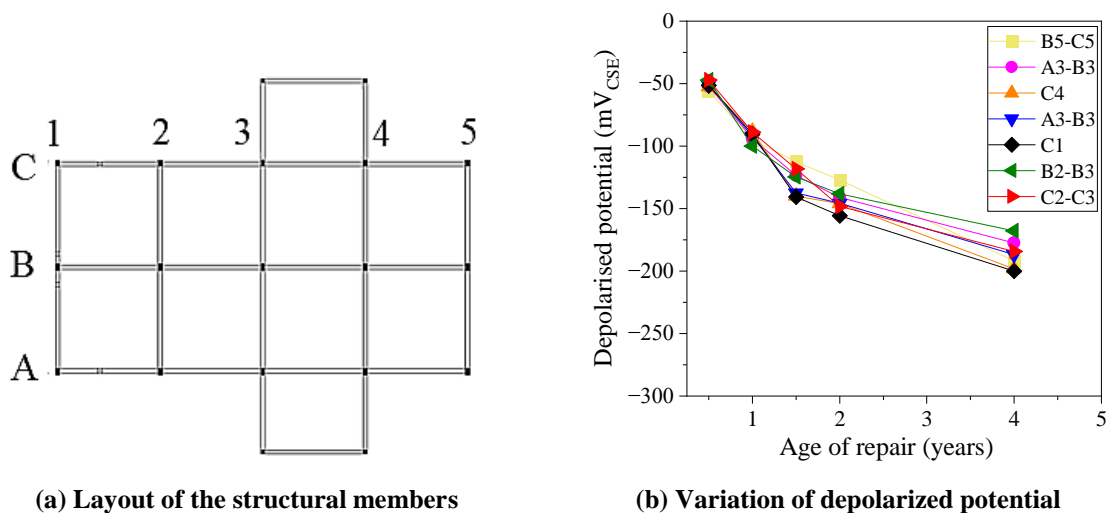 1 2 3 4 5
C
B
A
(a) Layout of the structural members
Depolarised potential (mV_CSE)
0
−50
−100
−150
−200
−250
−300
B5-C5
A3-B3
C4
A3-B3
C1
B2-B3
C2-C3
1 2 3 4 5
Age of repair (years)
(b) Variation of depolarized potential